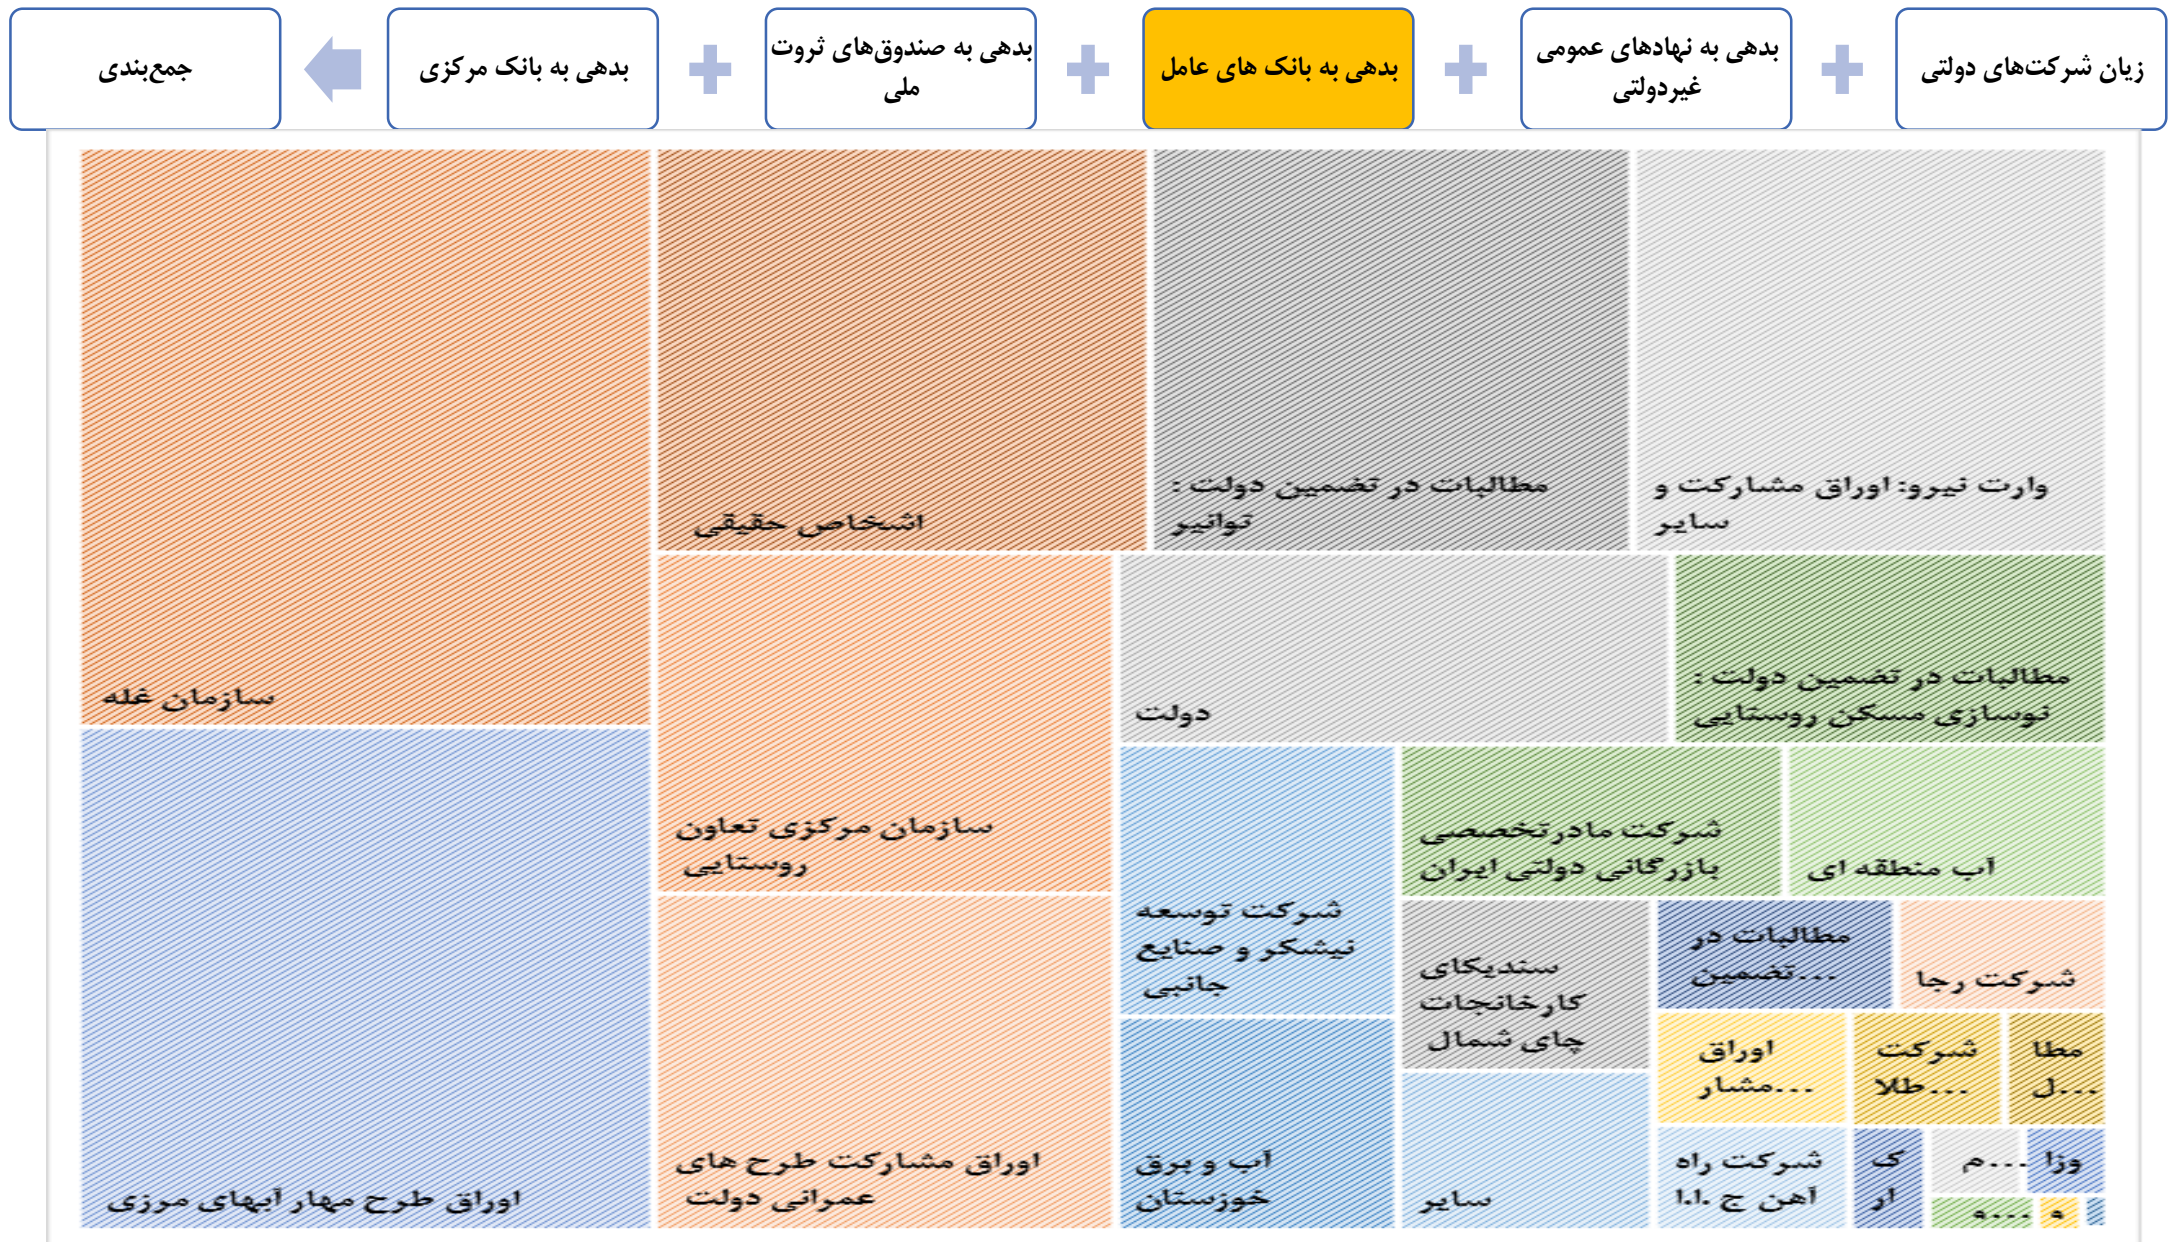 زیان شرکت‌های دولتی
بدهی به نهادهای عمومی
غیردولتی
بدهی به بانک های عامل
بدهی به صندوق‌های ثروت
ملی
بدهی به بانک مرکزی
جمع‌بندی
وارت نیرو: اوراق مشارکت و
سایر
مطالبات در تضمین دولت :
توانیر
اشخاص حقیقی
سازمان غله
مطالبات در تضمین دولت :
نوسازی مسکن روستایی
دولت
سازمان مرکزی تعاون
روستایی
آب منطقه ای
شرکت مادرتخصصی
بازرگانی دولتی ایران
شرکت توسعه
نیشکر و صنایع
جانبی
شرکت رجا
مطالبات در
تضمین...
سندیکای
کارخانجات
چای شمال
مطا
ل...
شرکت
طلا...
اوراق
مشار...
آب و برق
خوزستان
اوراق مشارکت طرح های
عمرانی دولت
اوراق طرح مهار آبهای مرزی
سایر
شرکت راه
آهن ج .ا.ا
ک
ار
م...
وزا
و...
و